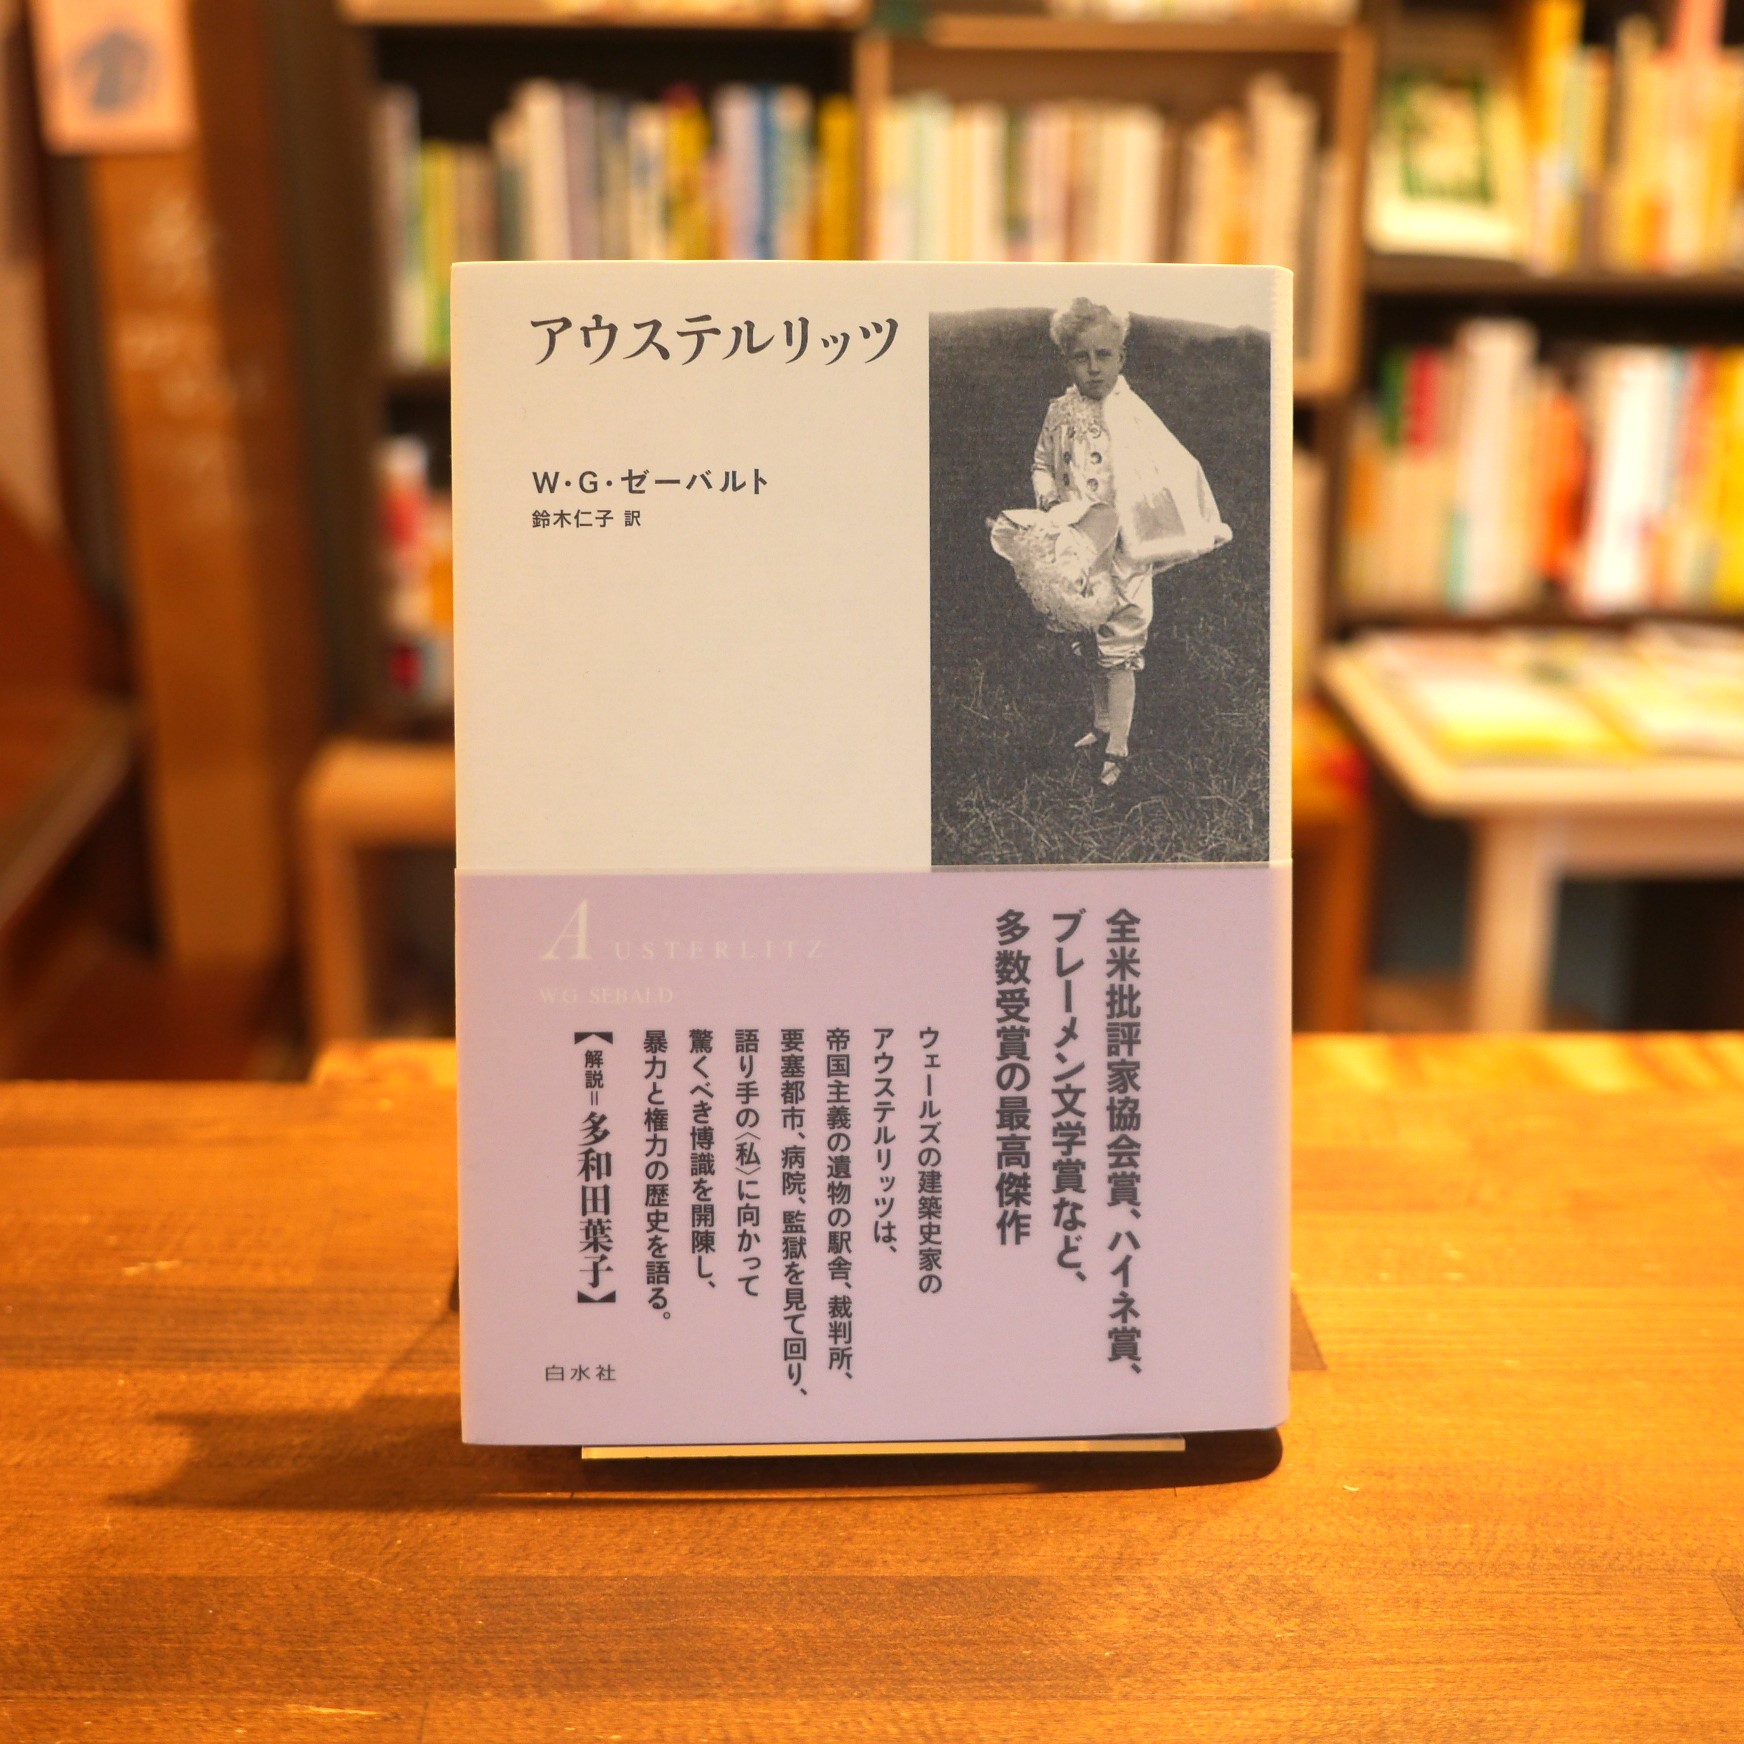 アウステルリッツ
W・G・ゼーバルト
鈴木仁子 訳
AUSTERLITZ
W.G. SEBALD
全米批評家協会賞、ハイネ賞、
ブレーメン文学賞など、
多数受賞の最高傑作
ウェールズの建築史家の
アウステルリッツは、
帝国主義の遺物の駅舎、裁判所、
要塞都市、病院、監獄を見て回り、
語り手の〈私〉に向かって
驚くべき博識を開陳し、
暴力と権力の歴史を語る。
【解説=多和田葉子】
白水社